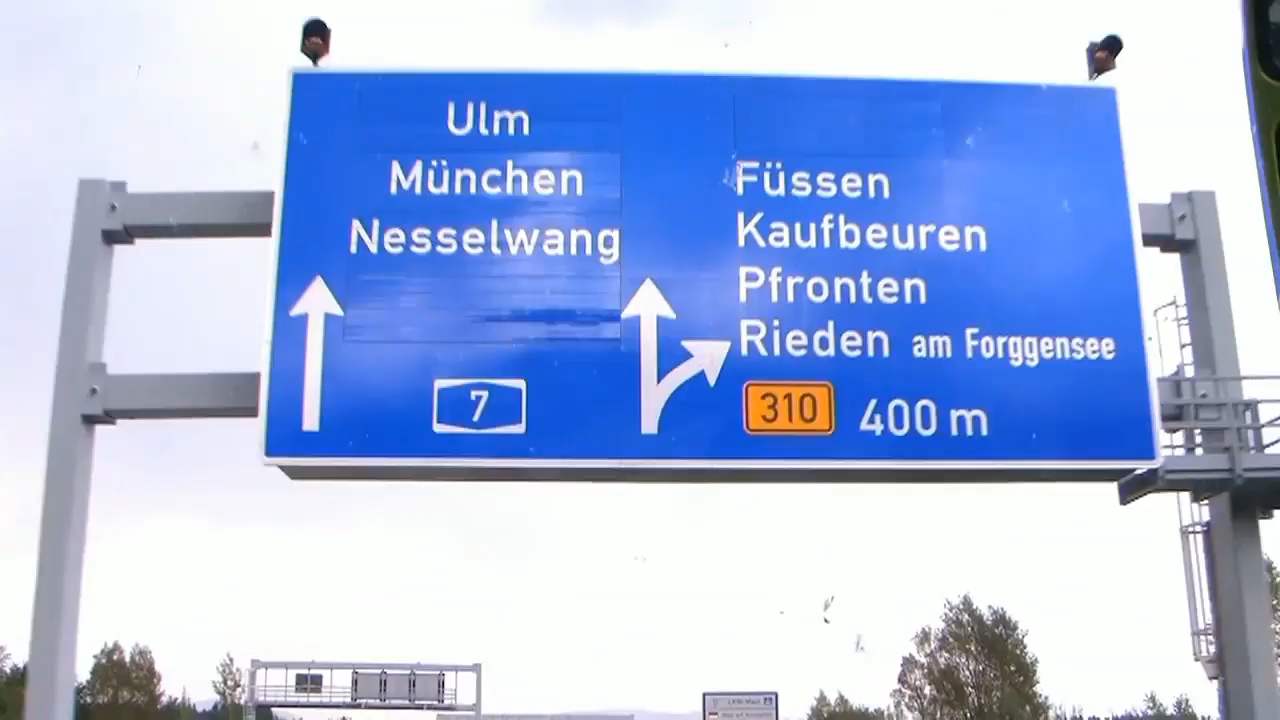 Ulm
München
Nesselwang
7
Füssen
Kaufbeuren
Pfronten
Rieden am Forggensee
310 400 m